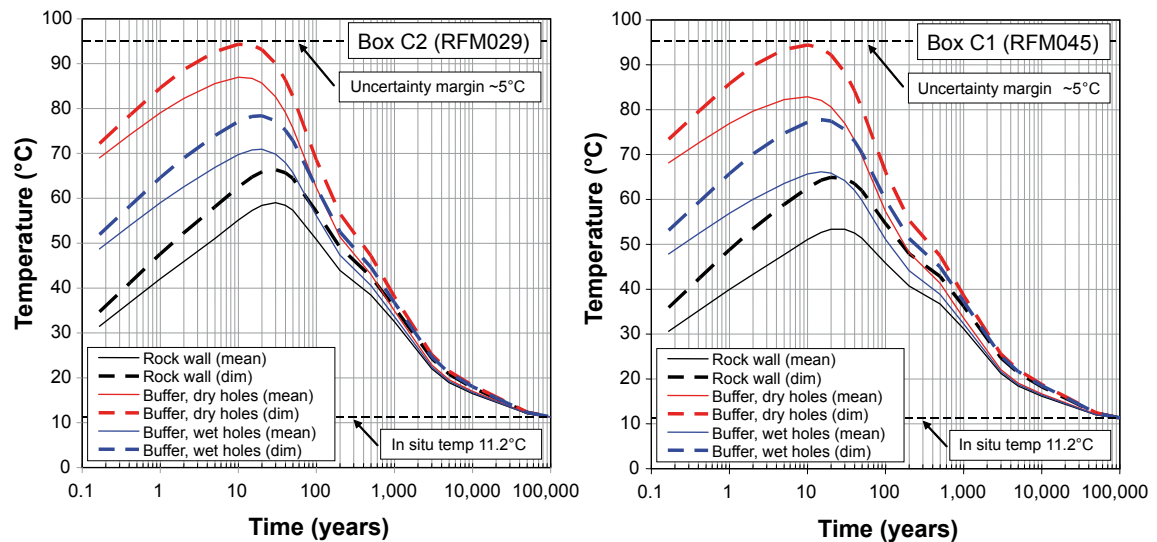 Box C2 (RFM029)
Uncertainty margin ~5°C
Temperature (°C)
100
90
80
70
60
50
40
30
20
10
0
Rock wall (mean)
Rock wall (dim)
Buffer, dry holes (mean)
Buffer, dry holes (dim)
Buffer, wet holes (mean)
Buffer, wet holes (dim)
In situ temp 11.2°C
0.1 1 10 100 1,000 10,000 100,000
Time (years)
Box C1 (RFM045)
Uncertainty margin ~5°C
Temperature (°C)
100
90
80
70
60
50
40
30
20
10
0
Rock wall (mean)
Rock wall (dim)
Buffer, dry holes (mean)
Buffer, dry holes (dim)
Buffer, wet holes (mean)
Buffer, wet holes (dim)
In situ temp 11.2°C
0.1 1 10 100 1,000 10,000 100,000
Time (years)